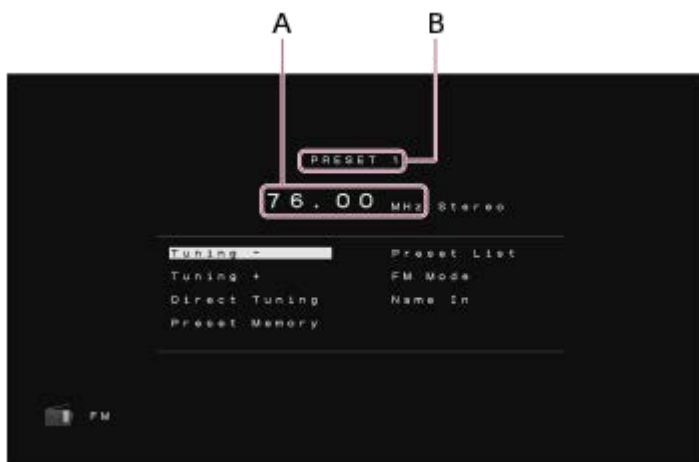 A B
PRESET 1
76.00 MHz Stereo
Tuning - Preset List
Tuning + FM Mode
Direct Tuning Name In
Preset Memory
FM